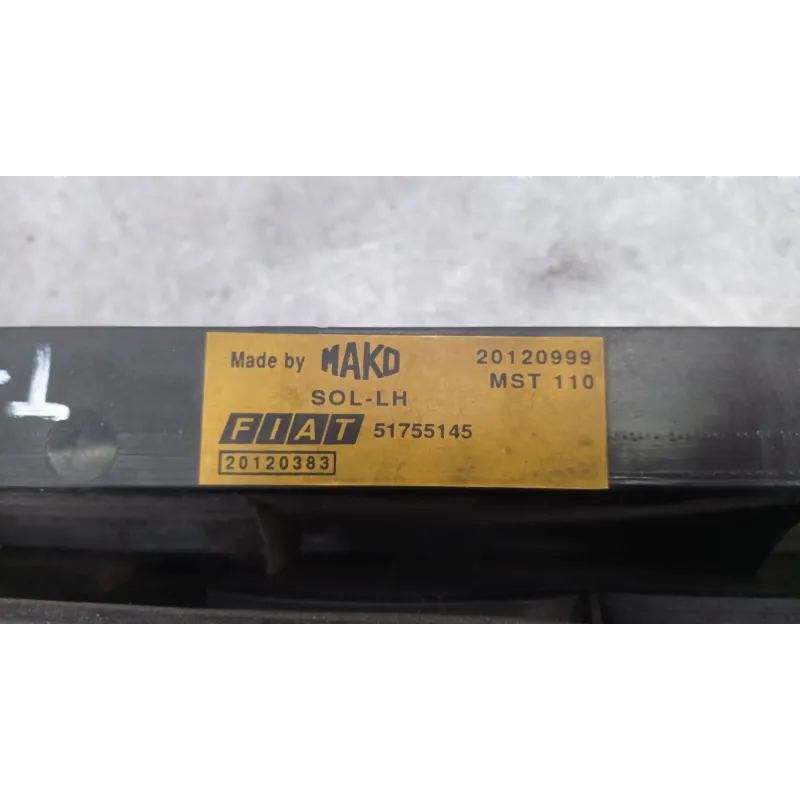 Made by MAKO 20120999
MST 110
SOL-LH
FIAT 51755145
20120383